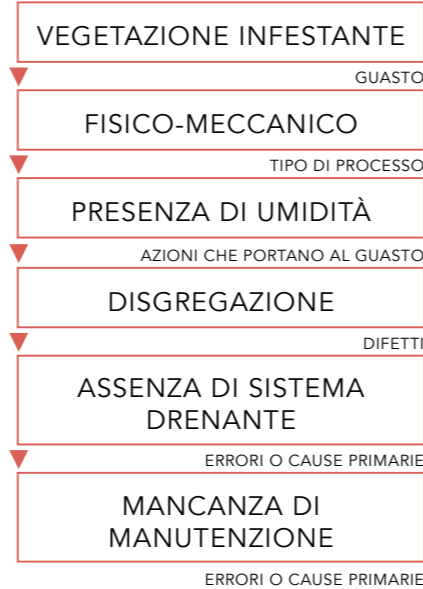 VEGETAZIONE INFESTANTE
GUASTO
FISICO-MECCANICO
TIPO DI PROCESSO
PRESENZA DI UMIDITÀ
AZIONI CHE PORTANO AL GUASTO
DISGREGAZIONE
DIFETTI
ASSENZA DI SISTEMA
DRENANTE
ERRORI O CAUSE PRIMARIE
MANCANZA DI
MANUTENZIONE
ERRORI O CAUSE PRIMARIE